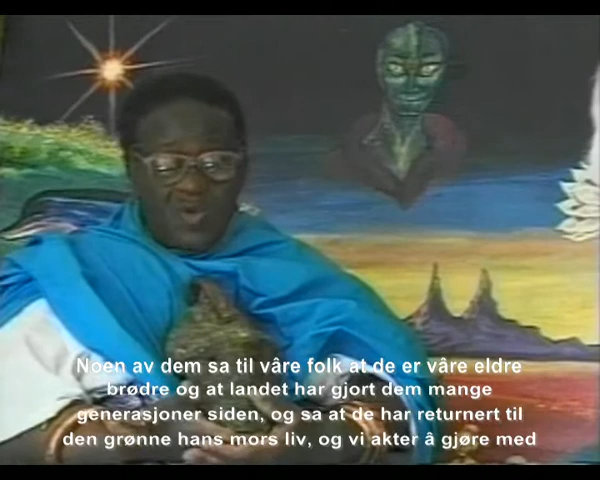 Noen av dem sa til våre folk at de er våre eldre
brødre og at landet har gjort dem mange
generasjoner siden, og sa at de har returnert til
den grønne hans mors liv, og vi akter å gjøre med